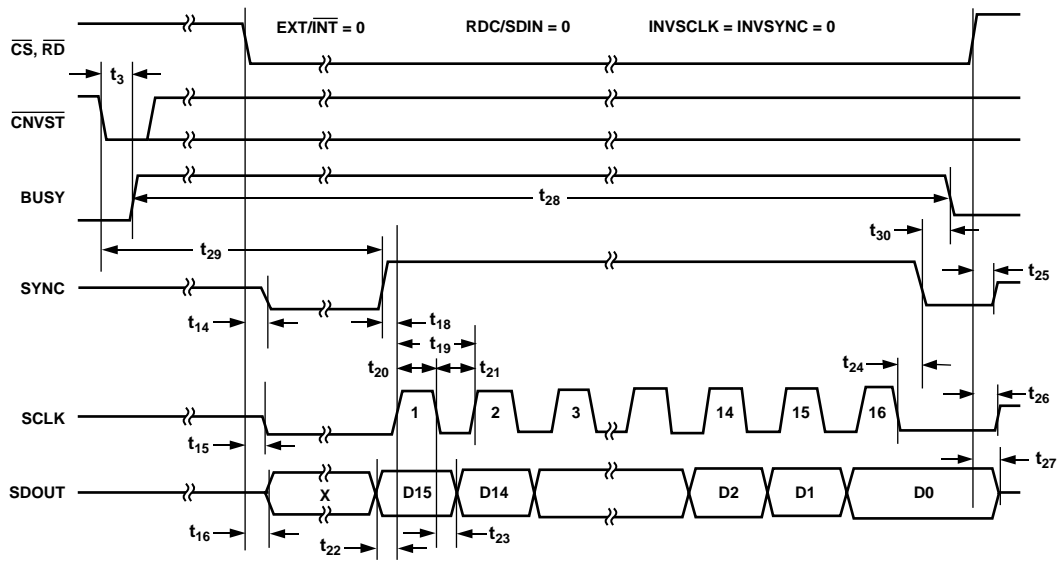 EXT/INT = 0 RDC/SDIN = 0 INVSCLK = INVSYNC = 0
CS, RD
t3
CNVST
BUSY
t28
t30
t29
t25
SYNC
t14
t18
t19
t20
t21
t24
t26
SCLK
1 2 3 14 15 16
t15
t27
SDOUT
X D15 D14 D2 D1 D0
t16
t22
t23